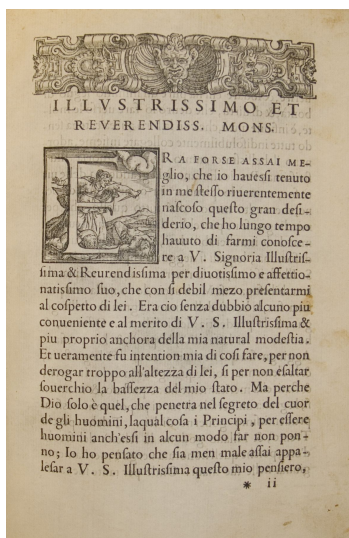 ILLVSTRISSIMO ET
REVERENDISS. MONS.
ERA FORSE ASSAI ME-
glio, che io hauessi tenuto
in me stesso riuerentemente
nascoso questo gran desi-
derio, che ho lungo tempo
hauuto di farmi conosce-
re a V. Signoria Illustris-
sima & Reurendissima per diuotissimo e affettio-
natissimo suo, che con sì debil mezo presentarmi
al cospetto di lei. Era cio senza dubbio alcuno piu
conueniente e al merito di V. S. Illustrissima &
piu proprio anchora della mia natural modestia.
Et ueramente fu intention mia di cosi fare, per non
derogar troppo all'altezza di lei, si per non esaltar
souerchio la bassezza del mio stato. Ma perche
Dio solo è quel, che penetra nel segreto del cuor
de gli huomini, laqual cosa i Principi, per essere
huomini anch'essi in alcun modo far non pon-
no; Io ho pensato che sia men male assai appa-
lesar a V. S. Illustrissima questo mio pensiero,
* ii